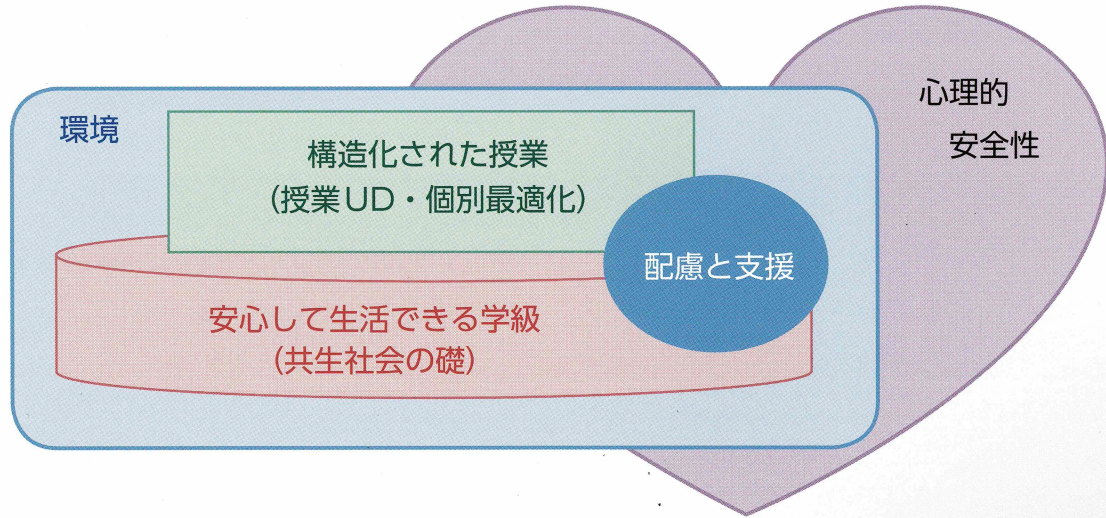 環境
構造化された授業
（授業UD・個別最適化）
配慮と支援
安心して生活できる学級
（共生社会の礎）
心理的
安全性